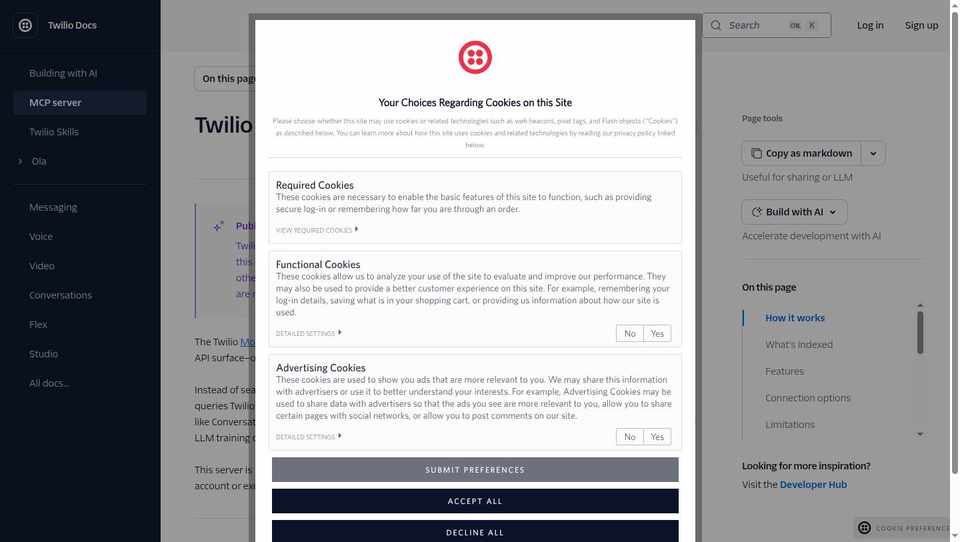 Twilio Docs
Search
CTRL K
Log in
Sign up
Building with AI
MCP server
Twilio Skills
Ola
Messaging
Voice
Video
Conversations
Flex
Studio
All docs...
On this page
Twilio
Publ
Twili
this
othe
are n
The Twilio Mo
API surface—o
Instead of sea
queries Twilio
like Conversat
LLM training d
This server is
account or exe
Your Choices Regarding Cookies on this Site
Please choose whether this site may use cookies or related technologies such as web beacons, pixel tags, and Flash objects ("Cookies")
as described below. You can learn more about how this site uses cookies and related technologies by reading our privacy policy linked
below.
Required Cookies
These cookies are necessary to enable the basic features of this site to function, such as providing
secure log-in or remembering how far you are through an order.
VIEW REQUIRED COOKIES
Functional Cookies
These cookies allow us to analyze your use of the site to evaluate and improve our performance. They
may also be used to provide a better customer experience on this site. For example, remembering your
log-in details, saving what is in your shopping cart, or providing us information about how our site is
used.
DETAILED SETTINGS
No Yes
Advertising Cookies
These cookies are used to show you ads that are more relevant to you. We may share this information
with advertisers or use it to better understand your interests. For example, Advertising Cookies may be
used to share data with advertisers so that the ads you see are more relevant to you, allow you to share
certain pages with social networks, or allow you to post comments on our site.
DETAILED SETTINGS
No Yes
SUBMIT PREFERENCES
ACCEPT ALL
DECLINE ALL
Page tools
Copy as markdown
Useful for sharing or LLM
Build with AI
Accelerate development with AI
On this page
How it works
What's indexed
Features
Connection options
Limitations
Looking for more inspiration?
Visit the Developer Hub
COOKIE PREFERENCE